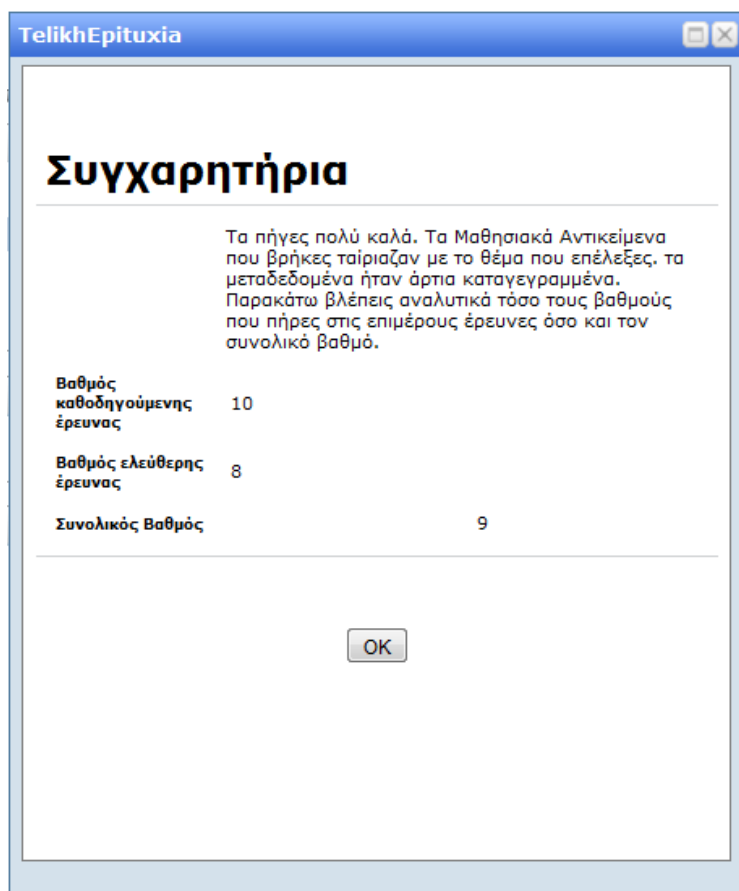 TelikhEpituxia
Συγχαρητήρια
Τα πήγες πολύ καλά. Τα Μαθησιακά Αντικείμενα
που βρήκες ταίριαζαν με το θέμα που επέλεξες. τα
μεταδεδομένα ήταν άρτια καταγεγραμμένα.
Παρακάτω βλέπεις αναλυτικά τόσο τους βαθμούς
που πήρες στις επιμέρους έρευνες όσο και τον
συνολικό βαθμό.
Βαθμός
καθοδηγούμενης
έρευνας
10
Βαθμός ελεύθερης
έρευνας
8
Συνολικός Βαθμός 9
OK